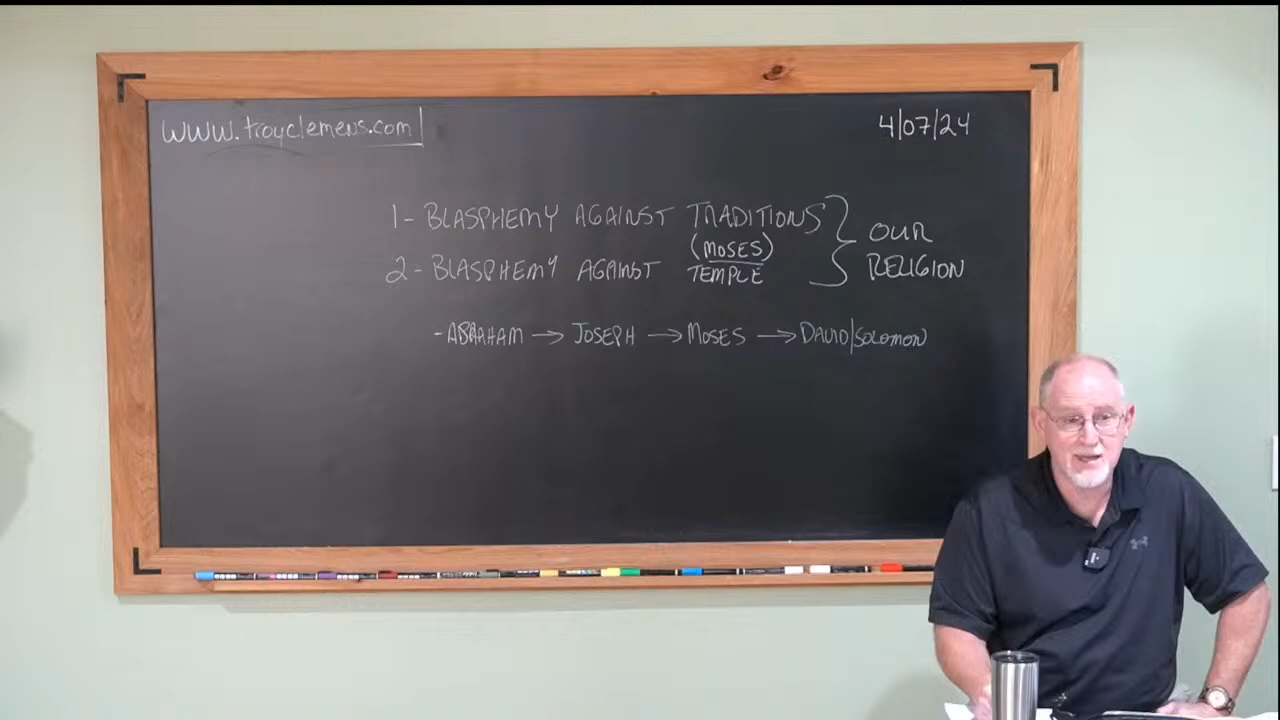 www.troyclemens.com
4/07/24
1- BLASPHEMY AGAINST TRADITIONS
(MOSES)
2- BLASPHEMY AGAINST TEMPLE
OUR
RELIGION
-ABRAHAM → JOSEPH → MOSES → DAVID/SOLOMON